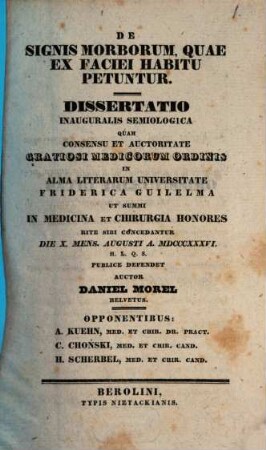 DE
SIGNIS MORBORUM, QUAE
EX FACIEI HABITU
PETUNTUR.
DISSERTATIO
INAUGURALIS SEMIOLOGICA
QUAM
CONSENSU ET AUCTORITATE
GRATIOSI MEDICORUM ORDINIS
IN
ALMA LITERARUM UNIVERSITATE
FRIDERICA GUILELMA
UT SUMMI
IN MEDICINA ET CHIRURGIA HONORES
RITE SIBI CONCEDANTUR
DIE X. MENS. AUGUSTI A. MDCCCXXXVI.
H. L. Q. S.
PUBLICE DEFENDET
AUCTOR
DANIEL MOREL
HELVETUS.
OPPONENTIBUS:
A. KUEHN, MED. ET CHIR. DR. PRACT.
C. CHOŃSKI, MED. ET CHIR. CAND.
H. SCHERBEL, MED. ET CHIR. CAND.
BEROLINI,
TYPIS NIETACKIANIS.